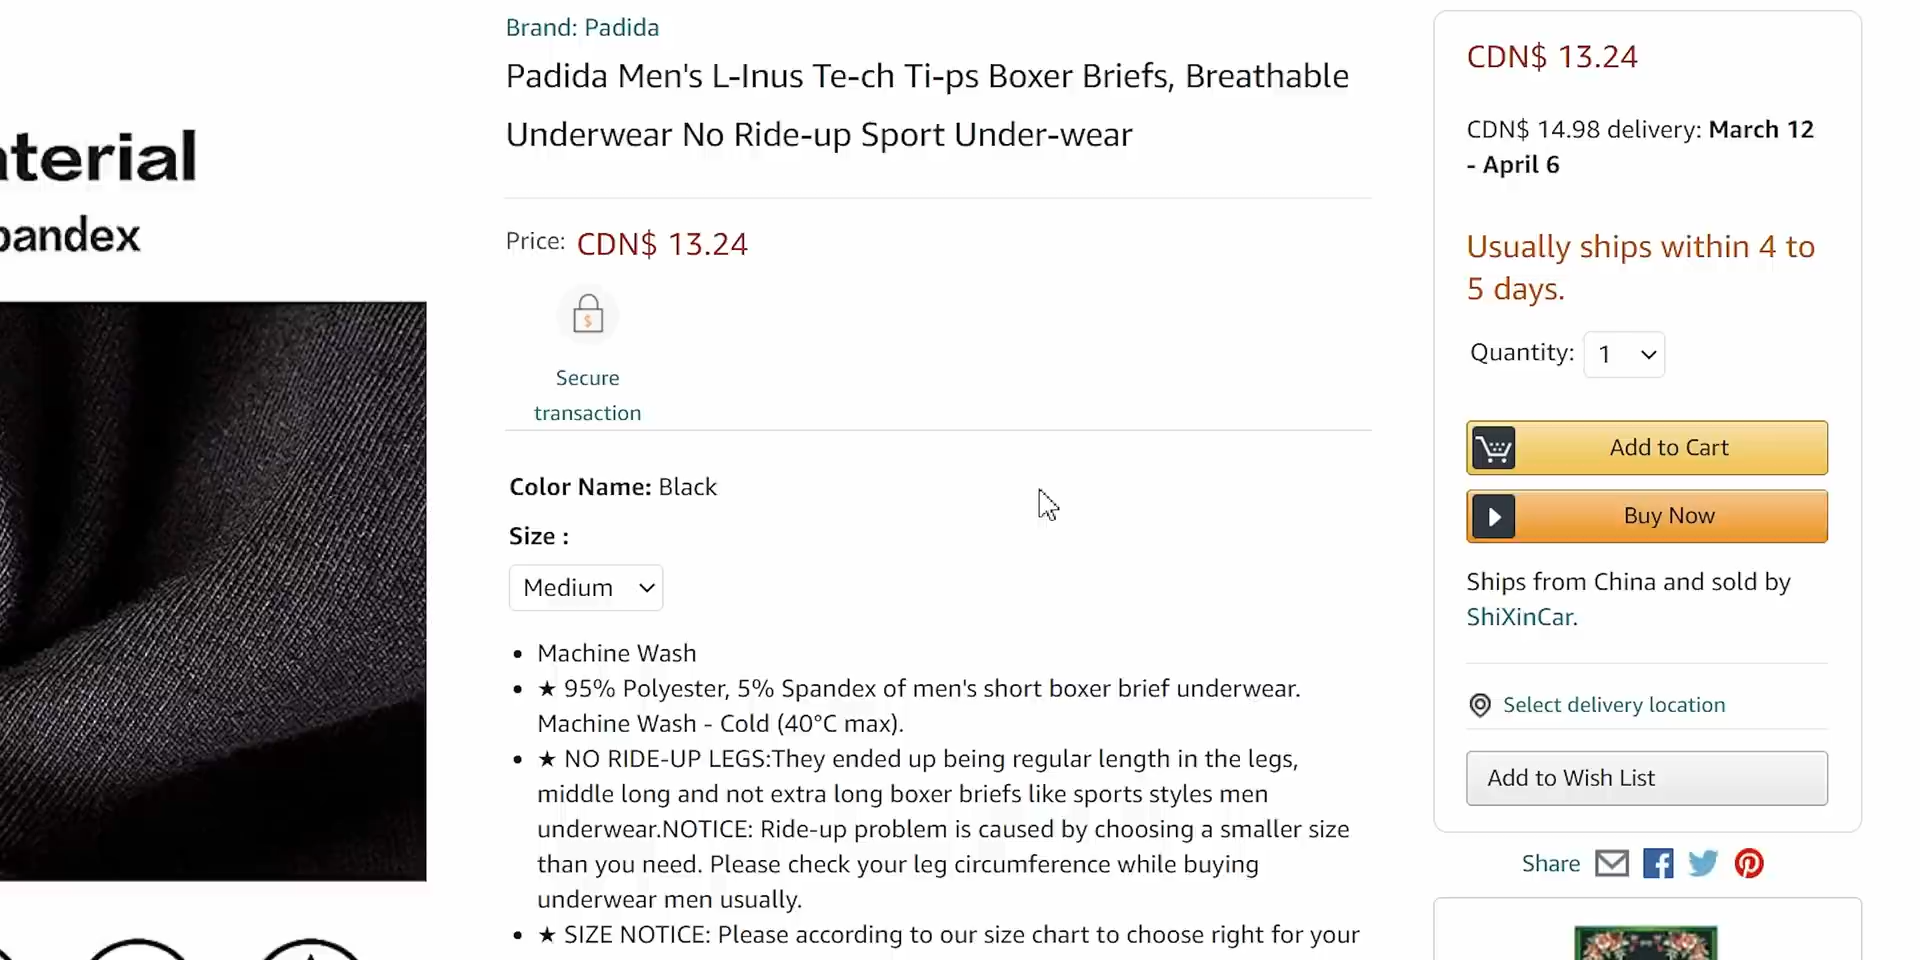 aterial
pandex
Brand: Padida
Padida Men's L-Inus Te-ch Ti-ps Boxer Briefs, Breathable
Underwear No Ride-up Sport Under-wear
Price: CDN$ 13.24
$
Secure
transaction
Color Name: Black
Size :
Medium
• Machine Wash
• ★ 95% Polyester, 5% Spandex of men's short boxer brief underwear.
Machine Wash - Cold (40°C max).
• ★ NO RIDE-UP LEGS:They ended up being regular length in the legs,
middle long and not extra long boxer briefs like sports styles men
underwear.NOTICE: Ride-up problem is caused by choosing a smaller size
than you need. Please check your leg circumference while buying
underwear men usually.
• ★ SIZE NOTICE: Please according to our size chart to choose right for your
CDN$ 13.24
CDN$ 14.98 delivery: March 12
- April 6
Usually ships within 4 to
5 days.
Quantity: 1
Add to Cart
Buy Now
Ships from China and sold by
ShiXinCar.
Select delivery location
Add to Wish List
Share